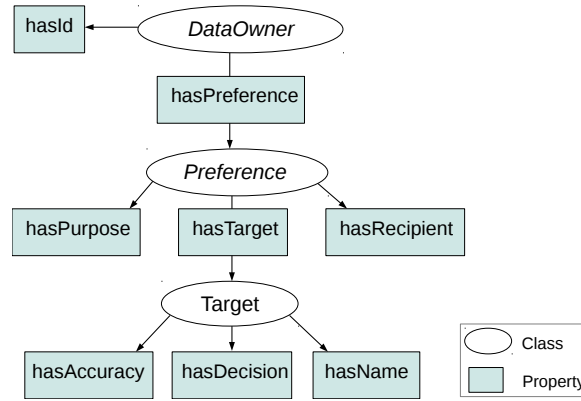 hasId
DataOwner
hasPreference
Preference
hasPurpose
hasTarget
hasRecipient
Target
hasAccuracy
hasDecision
hasName
Class
Property